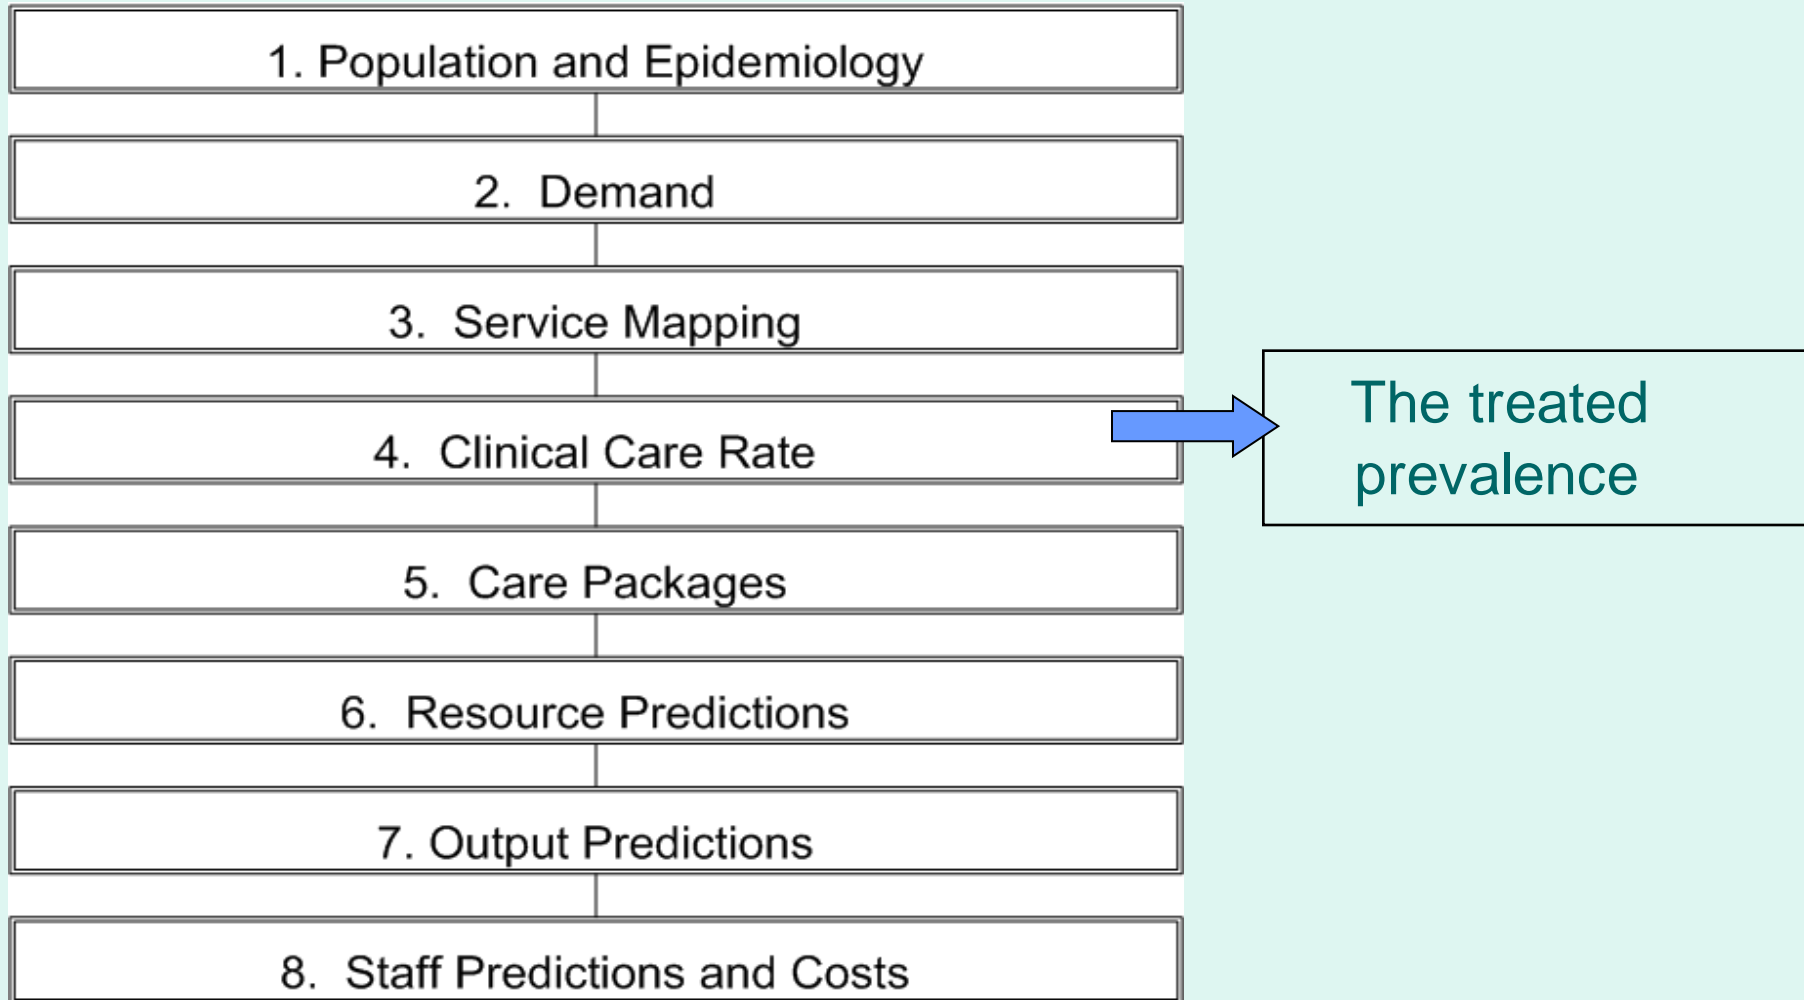 1. Population and Epidemiology
2. Demand
3. Service Mapping
4. Clinical Care Rate
The treated
prevalence
5. Care Packages
6. Resource Predictions
7. Output Predictions
8. Staff Predictions and Costs